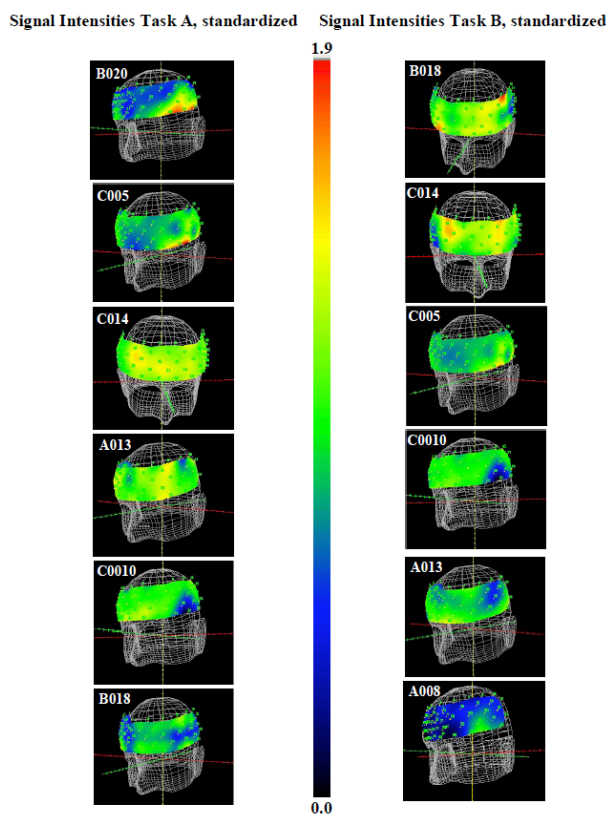 Signal Intensities Task A, standardized
Signal Intensities Task B, standardized
1.9
B020
C005
C014
A013
C0010
B018
B018
C014
C005
C0010
A013
A008
0.0